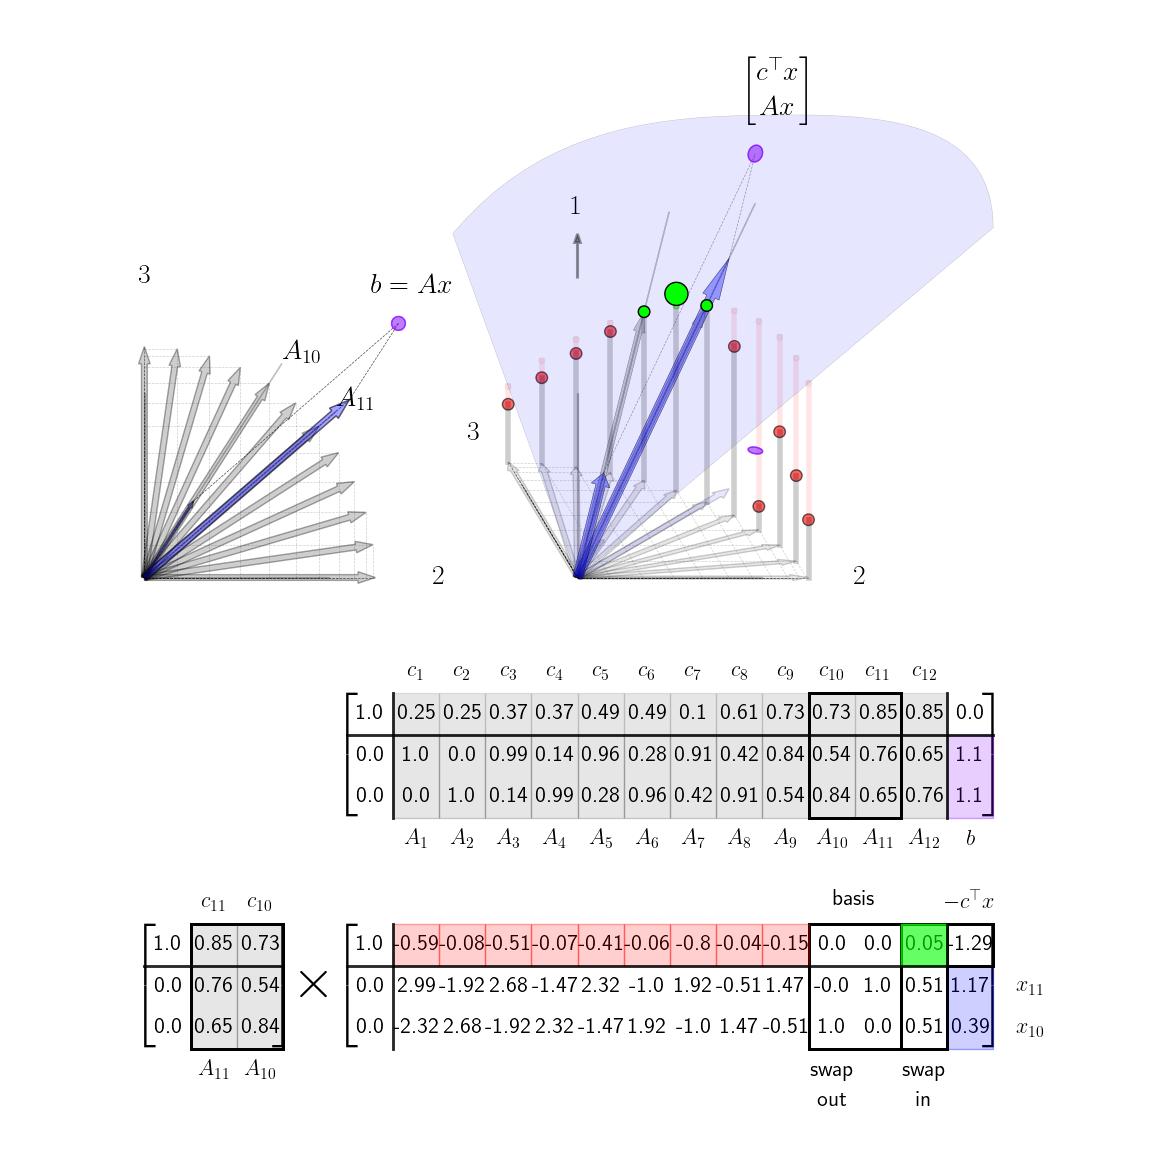 c⊤x
Ax
1
3
b = Ax
A10
A11
3
2
2
c1 c2 c3 c4 c5 c6 c7 c8 c9 c10 c11 c12
1.0 0.25 0.25 0.37 0.37 0.49 0.49 0.1 0.61 0.73 0.73 0.85 0.85 0.0
0.0 1.0 0.0 0.99 0.14 0.96 0.28 0.91 0.42 0.84 0.54 0.76 0.65 1.1
0.0 0.0 1.0 0.14 0.99 0.28 0.96 0.42 0.91 0.54 0.84 0.65 0.76 1.1
A1 A2 A3 A4 A5 A6 A7 A8 A9 A10 A11 A12 b
c11 c10 basis −c⊤x
1.0 0.85 0.73 1.0 -0.59 -0.08 -0.51 -0.07 -0.41 -0.06 -0.8 -0.04 -0.15 0.0 0.0 0.05 -1.29
0.0 0.76 0.54 × 0.0 2.99 -1.92 2.68 -1.47 2.32 -1.0 1.92 -0.51 1.47 -0.0 1.0 0.51 1.17 x11
0.0 0.65 0.84 0.0 -2.32 2.68 -1.92 2.32 -1.47 1.92 -1.0 1.47 -0.51 1.0 0.0 0.51 0.39 x10
A11 A10 swap swap
out in